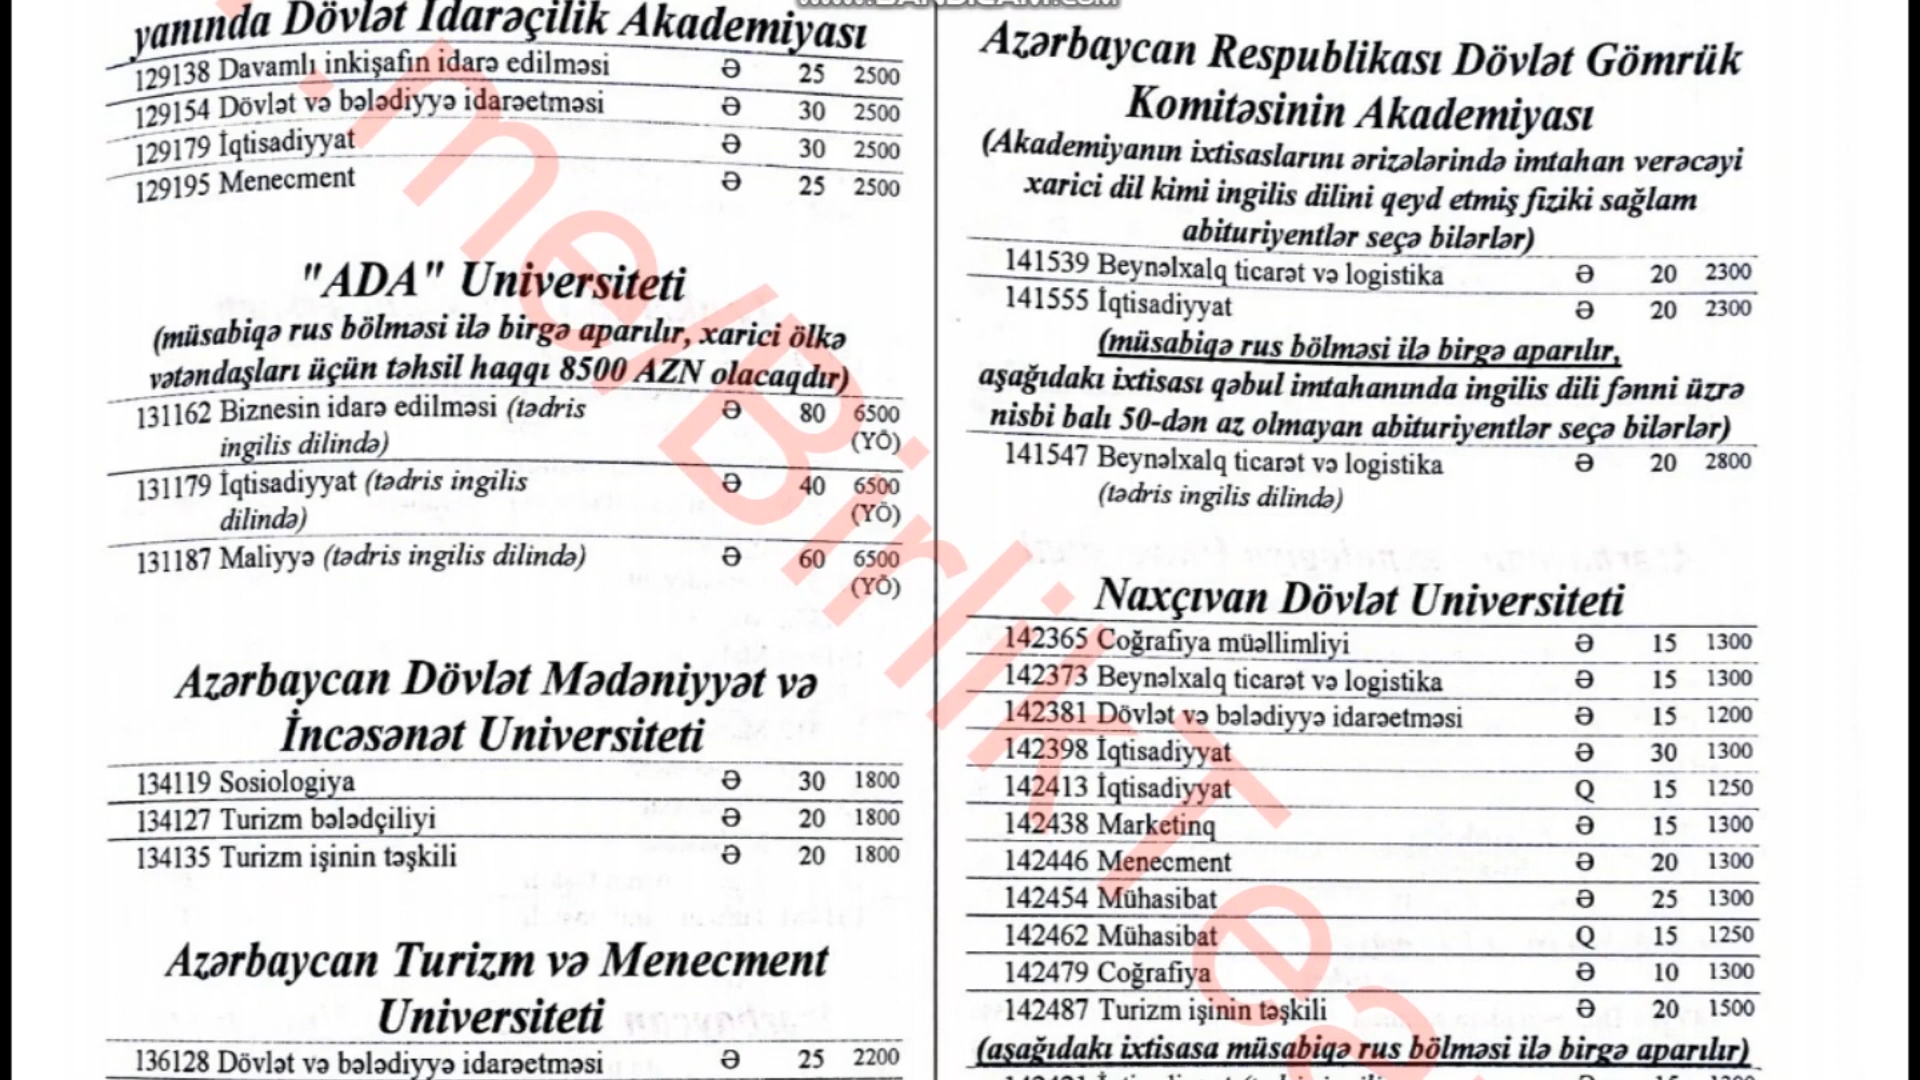 www.BANDICAM.com
yanında Dövlət İdarəçilik Akademiyası
129138 Davamlı inkişafın idarə edilməsi Ə 25 2500
129154 Dövlət və bələdiyyə idarəetməsi Ə 30 2500
129179 İqtisadiyyat Ə 30 2500
129195 Menecment Ə 25 2500
"ADA" Universiteti
(müsabiqə rus bölməsi ilə birgə aparılır, xarici ölkə
vətəndaşları üçün təhsil haqqı 8500 AZN olacaqdır)
131162 Biznesin idarə edilməsi (tədris Ə 80 6500
ingilis dilində) (YÖ)
131179 İqtisadiyyat (tədris ingilis Ə 40 6500
dilində) (YÖ)
131187 Maliyyə (tədris ingilis dilində) Ə 60 6500
(YÖ)
Azərbaycan Dövlət Mədəniyyət və
İncəsənət Universiteti
134119 Sosiologiya Ə 30 1800
134127 Turizm bələdçiliyi Ə 20 1800
134135 Turizm işinin təşkili Ə 20 1800
Azərbaycan Turizm və Menecment
Universiteti
136128 Dövlət və bələdiyyə idarəetməsi Ə 25 2200
Azərbaycan Respublikası Dövlət Gömrük
Komitəsinin Akademiyası
(Akademiyanın ixtisaslarını ərizələrində imtahan verəcəyi
xarici dil kimi ingilis dilini qeyd etmiş fiziki sağlam
abituriyentlər seçə bilərlər)
141539 Beynəlxalq ticarət və logistika Ə 20 2300
141555 İqtisadiyyat Ə 20 2300
(müsabiqə rus bölməsi ilə birgə aparılır,
aşağıdakı ixtisası qəbul imtahanında ingilis dili fənni üzrə
nisbi balı 50-dən az olmayan abituriyentlər seçə bilərlər)
141547 Beynəlxalq ticarət və logistika Ə 20 2800
(tədris ingilis dilində)
Naxçıvan Dövlət Universiteti
142365 Coğrafiya müəllimliyi Ə 15 1300
142373 Beynəlxalq ticarət və logistika Ə 15 1300
142381 Dövlət və bələdiyyə idarəetməsi Ə 15 1200
142398 İqtisadiyyat Ə 30 1300
142413 İqtisadiyyat Q 15 1250
142438 Marketinq Ə 15 1300
142446 Menecment Ə 20 1300
142454 Mühasibat Ə 25 1300
142462 Mühasibat Q 15 1250
142479 Coğrafiya Ə 10 1300
142487 Turizm işinin təşkili Ə 20 1500
(aşağıdakı ixtisasa müsabiqə rus bölməsi ilə birgə aparılır)
.me/BirlikTe